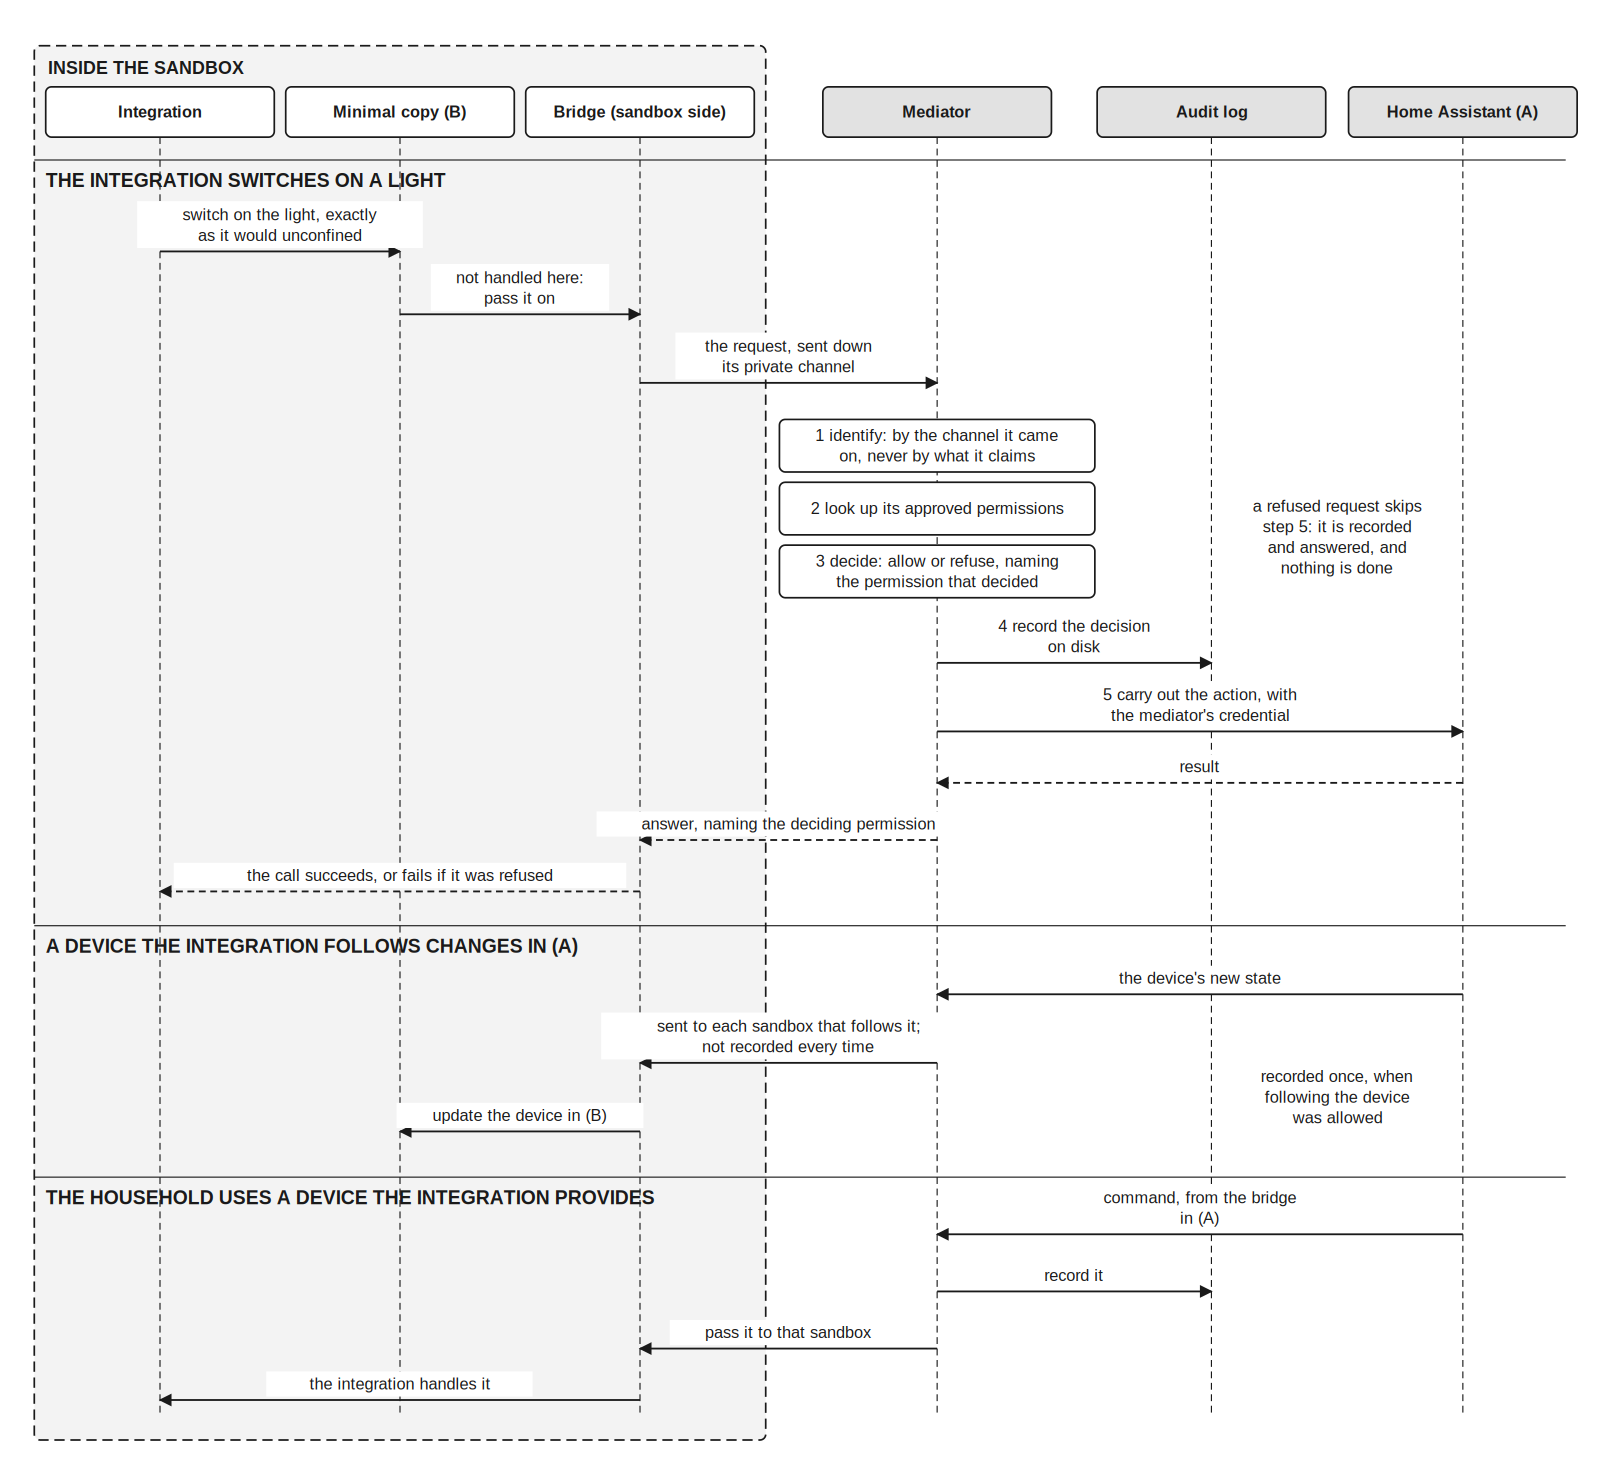 INSIDE THE SANDBOX
Integration
Minimal copy (B)
Bridge (sandbox side)
Mediator
Audit log
Home Assistant (A)
THE INTEGRATION SWITCHES ON A LIGHT
switch on the light, exactly
as it would unconfined
not handled here:
pass it on
the request, sent down
its private channel
1 identify: by the channel it came
on, never by what it claims
2 look up its approved permissions
a refused request skips
step 5: it is recorded
and answered, and
nothing is done
3 decide: allow or refuse, naming
the permission that decided
4 record the decision
on disk
5 carry out the action, with
the mediator's credential
result
answer, naming the deciding permission
the call succeeds, or fails if it was refused
A DEVICE THE INTEGRATION FOLLOWS CHANGES IN (A)
the device's new state
sent to each sandbox that follows it;
not recorded every time
recorded once, when
following the device
was allowed
update the device in (B)
THE HOUSEHOLD USES A DEVICE THE INTEGRATION PROVIDES
command, from the bridge
in (A)
record it
pass it to that sandbox
the integration handles it